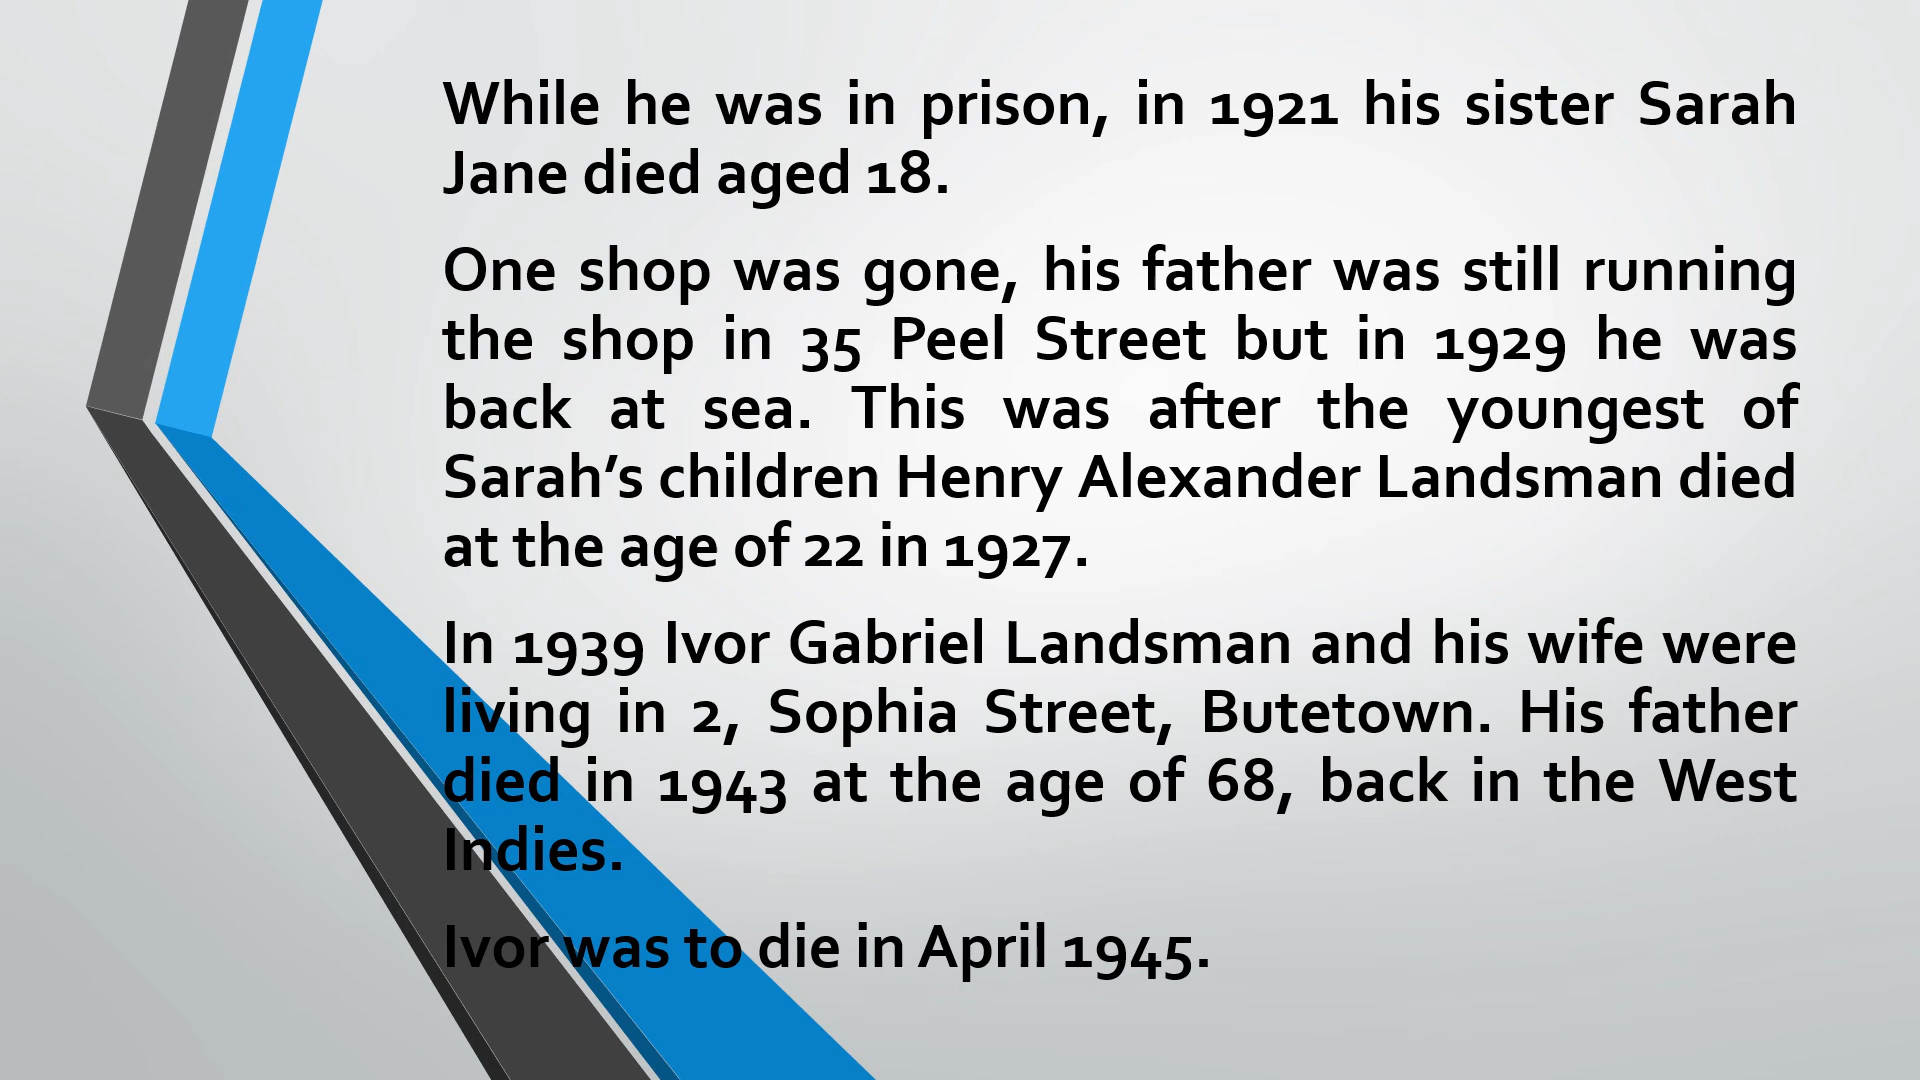 While he was in prison, in 1921 his sister Sarah
Jane died aged 18.
One shop was gone, his father was still running
the shop in 35 Peel Street but in 1929 he was
back at sea. This was after the youngest of
Sarah’s children Henry Alexander Landsman died
at the age of 22 in 1927.
In 1939 Ivor Gabriel Landsman and his wife were
living in 2, Sophia Street, Butetown. His father
died in 1943 at the age of 68, back in the West
Indies.
Ivor was to die in April 1945.